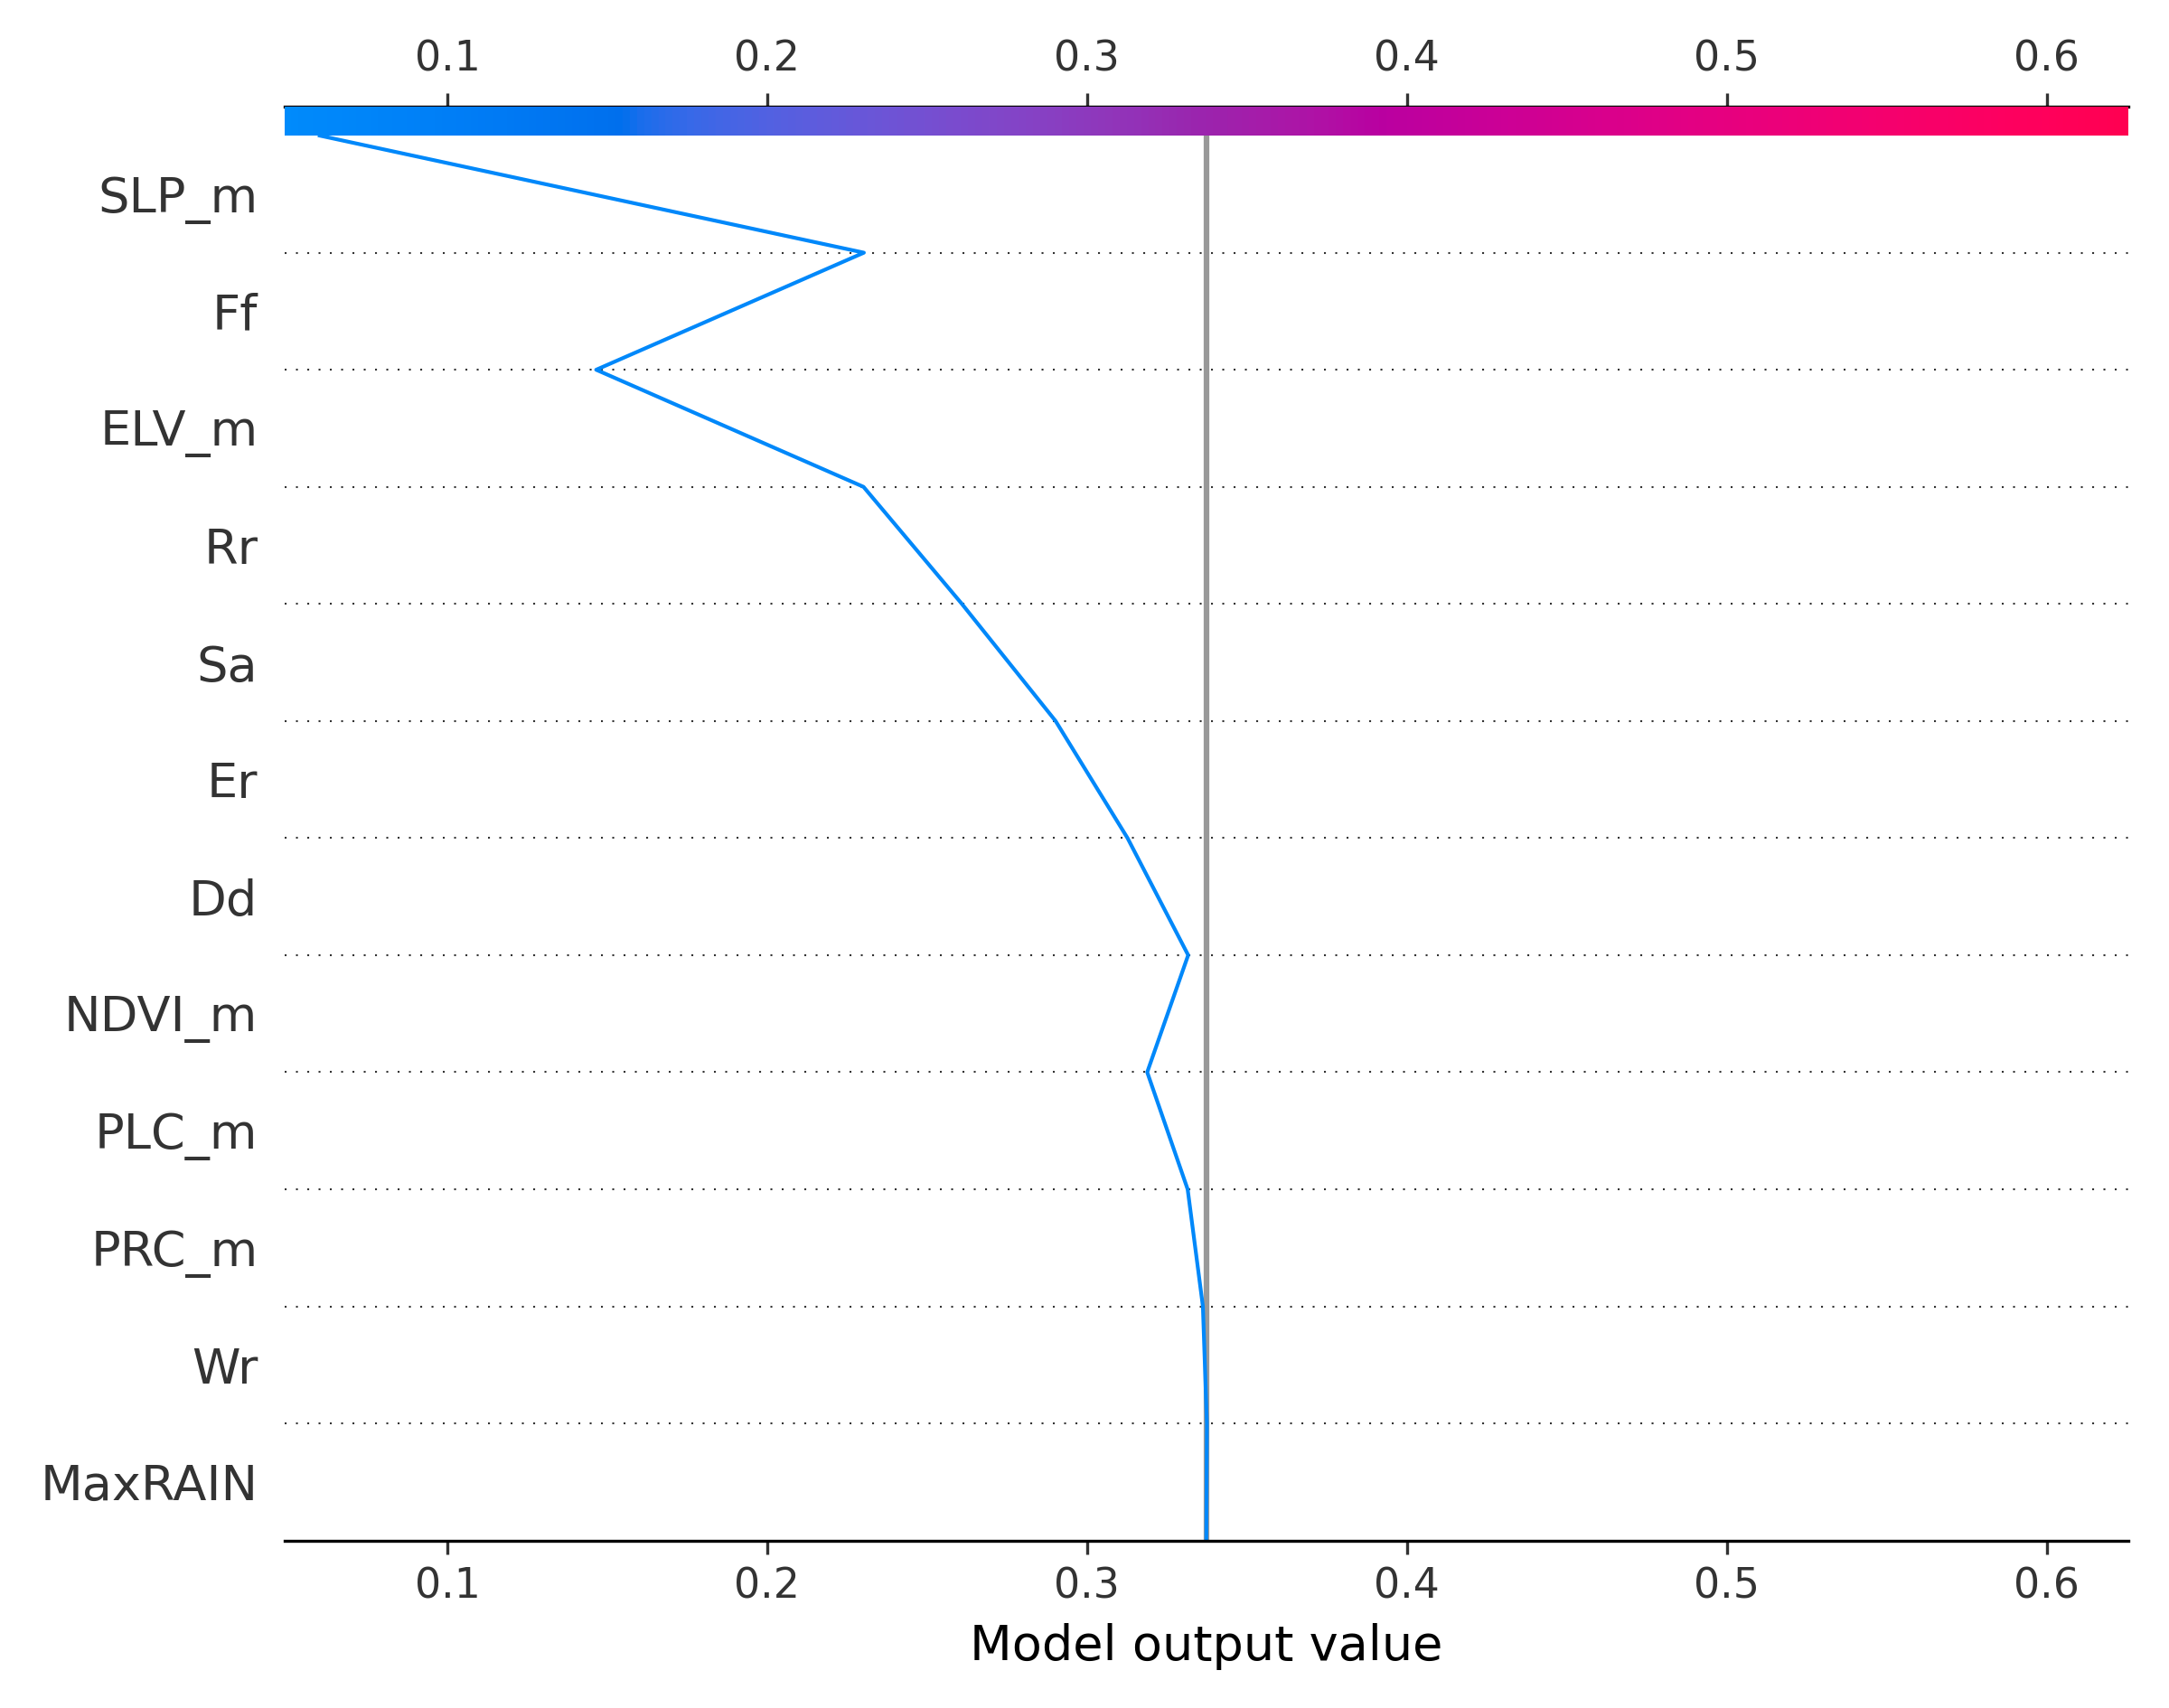 0.1 0.2 0.3 0.4 0.5 0.6
SLP_m
Ff
ELV_m
Rr
Sa
Er
Dd
NDVI_m
PLC_m
PRC_m
Wr
MaxRAIN
0.1 0.2 0.3 0.4 0.5 0.6
Model output value